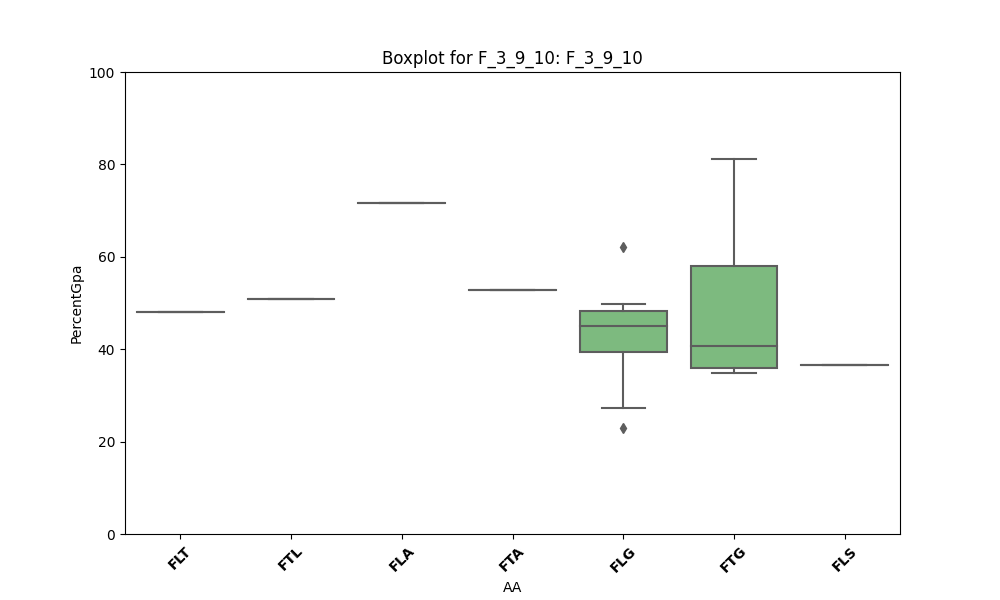 Boxplot for F_3_9_10: F_3_9_10
100
80
60
40
20
0
PercentGpa
FLT
FTL
FLA
FTA
FLG
FTG
FLS
AA